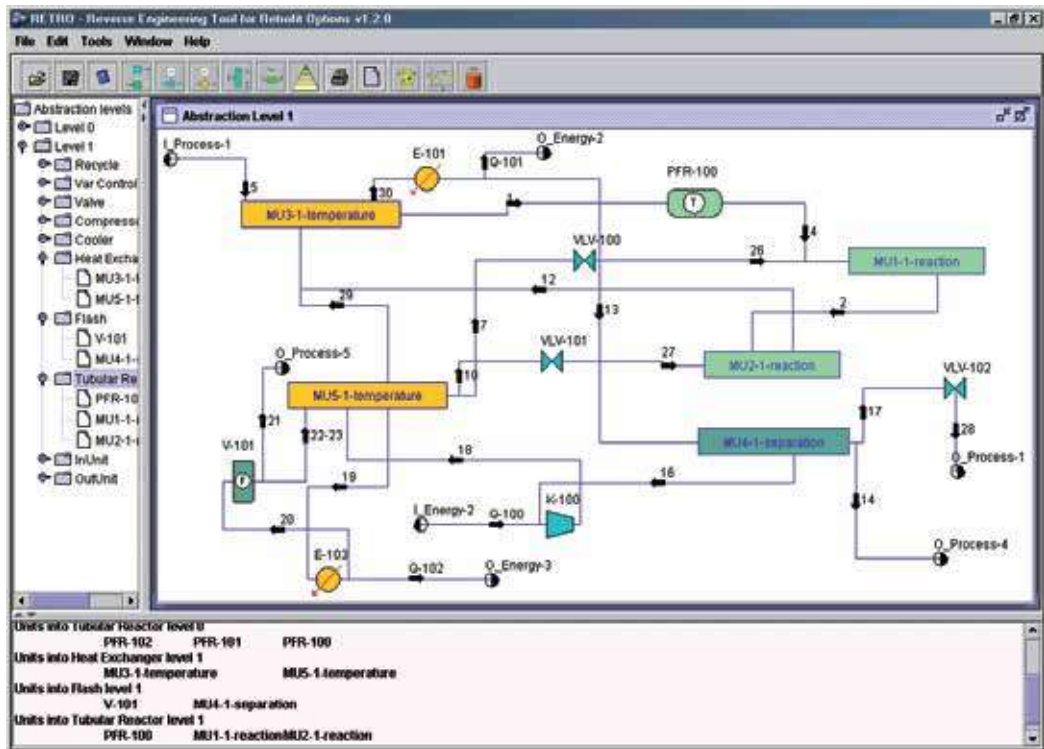 RETRO - Reverse Engineering Tool for Retrofit Options v1.2.0
File Edit Tools Window Help
Abstraction levels
Level 0
Level 1
Recycle
Var Control
Valve
Compresso
Cooler
Heat Excha
MU3-1-t
MU5-1-t
Flash
V-101
MU4-1-s
Tubular Re
PFR-10
MU1-1-r
MU2-1-r
InUnit
OutUnit
Abstraction Level 1
I_Process-1
E-101
O_Energy-2
Q-101
PFR-100
T
5
30
1
MU3-1-temperature
4
VLV-100
26
MU1-1-reaction
29
12
13
2
7
VLV-101
O_Process-5
27
MU2-1-reaction
VLV-102
10
MU5-1-temperature
21
22-23
17
MU4-1-separation
28
V-101
18
F
19
16
O_Process-1
K-100
I_Energy-2
Q-100
14
20
E-103
O_Process-4
Q-102
O_Energy-3
Units into Tubular Reactor level 0
PFR-102 PFR-101 PFR-100
Units into Heat Exchanger level 1
MU3-1-temperature MU5-1-temperature
Units into Flash level 1
V-101 MU4-1-separation
Units into Tubular Reactor level 1
PFR-100 MU1-1-reactionMU2-1-reaction